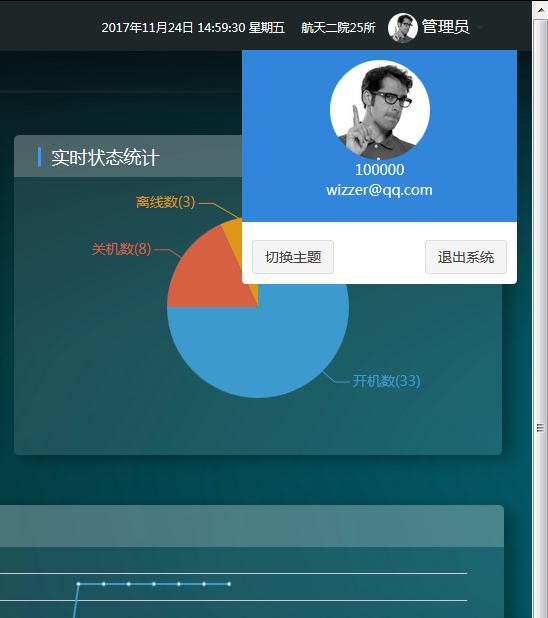 2017年11月24日 14:59:30 星期五 航天二院25所 管理员
100000
wizzer@qq.com
切换主题 退出系统
实时状态统计
离线数(3)
关机数(8)
开机数(33)